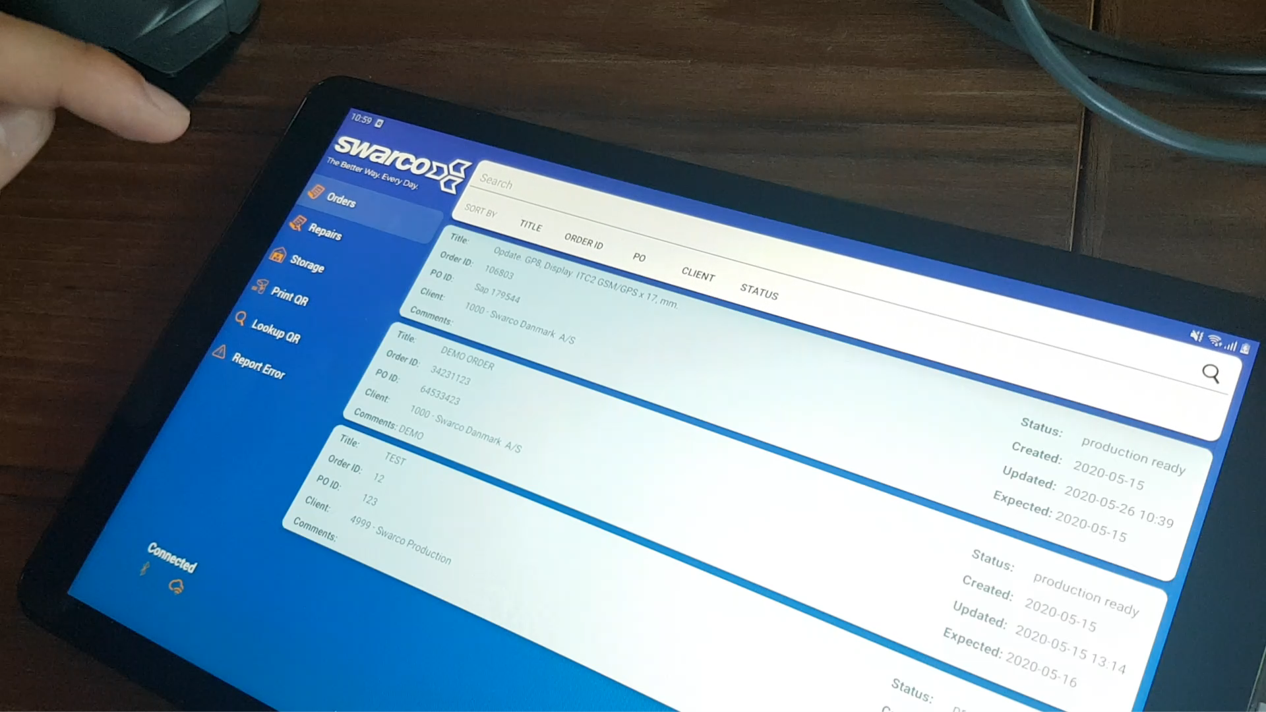 10:59
swarco
The Better Way. Every Day.
Orders
Repairs
Storage
Print QR
Lookup QR
Report Error
Connected
Search
SORT BY TITLE ORDER ID PO CLIENT STATUS
Title: Opdate. GP8, Display. ITC2 GSM/GPS x 17, mm.
Order ID: 106803
PO ID: Sap 179544
Client: 1000 - Swarco Danmark A/S
Comments:
Status: production ready
Created: 2020-05-15
Updated: 2020-05-26 10:39
Expected: 2020-05-15
Title: DEMO ORDER
Order ID: 34231123
PO ID: 64533423
Client: 1000 - Swarco Danmark A/S
Comments: DEMO
Status: production ready
Created: 2020-05-15
Updated: 2020-05-15 13:14
Expected: 2020-05-16
Title: TEST
Order ID: 12
PO ID: 123
Client: 4999 - Swarco Production
Comments:
Status: